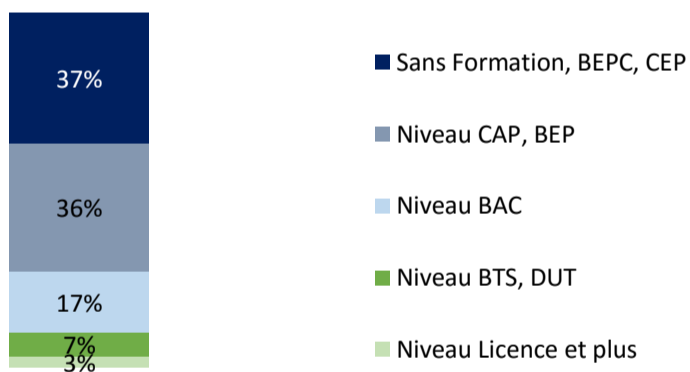 37%
36%
17%
7%
3%
Sans Formation, BEPC, CEP
Niveau CAP, BEP
Niveau BAC
Niveau BTS, DUT
Niveau Licence et plus